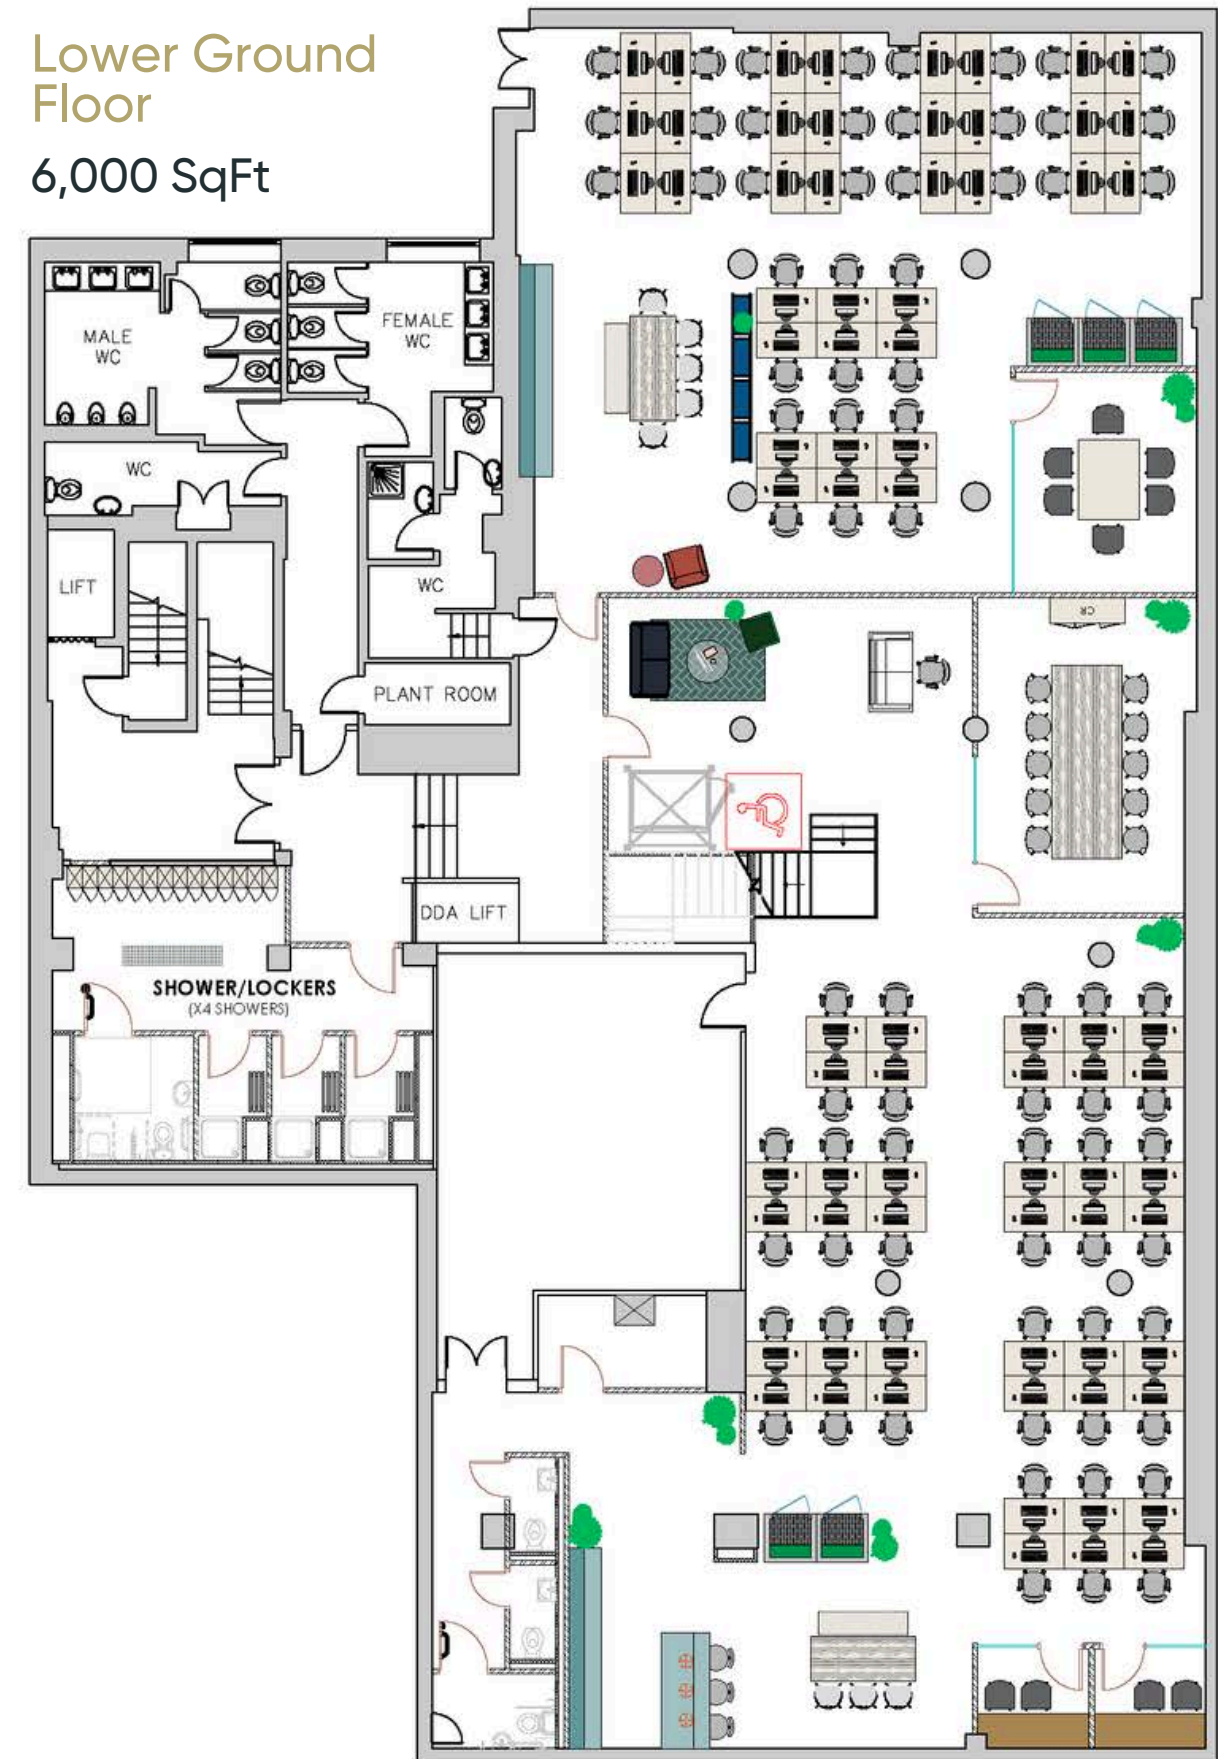 Lower Ground
Floor
6,000 SqFt
MALE
WC
FEMALE
WC
WC
LIFT
WC
PLANT ROOM
CR
DDA LIFT
SHOWER/LOCKERS
(X4 SHOWERS)